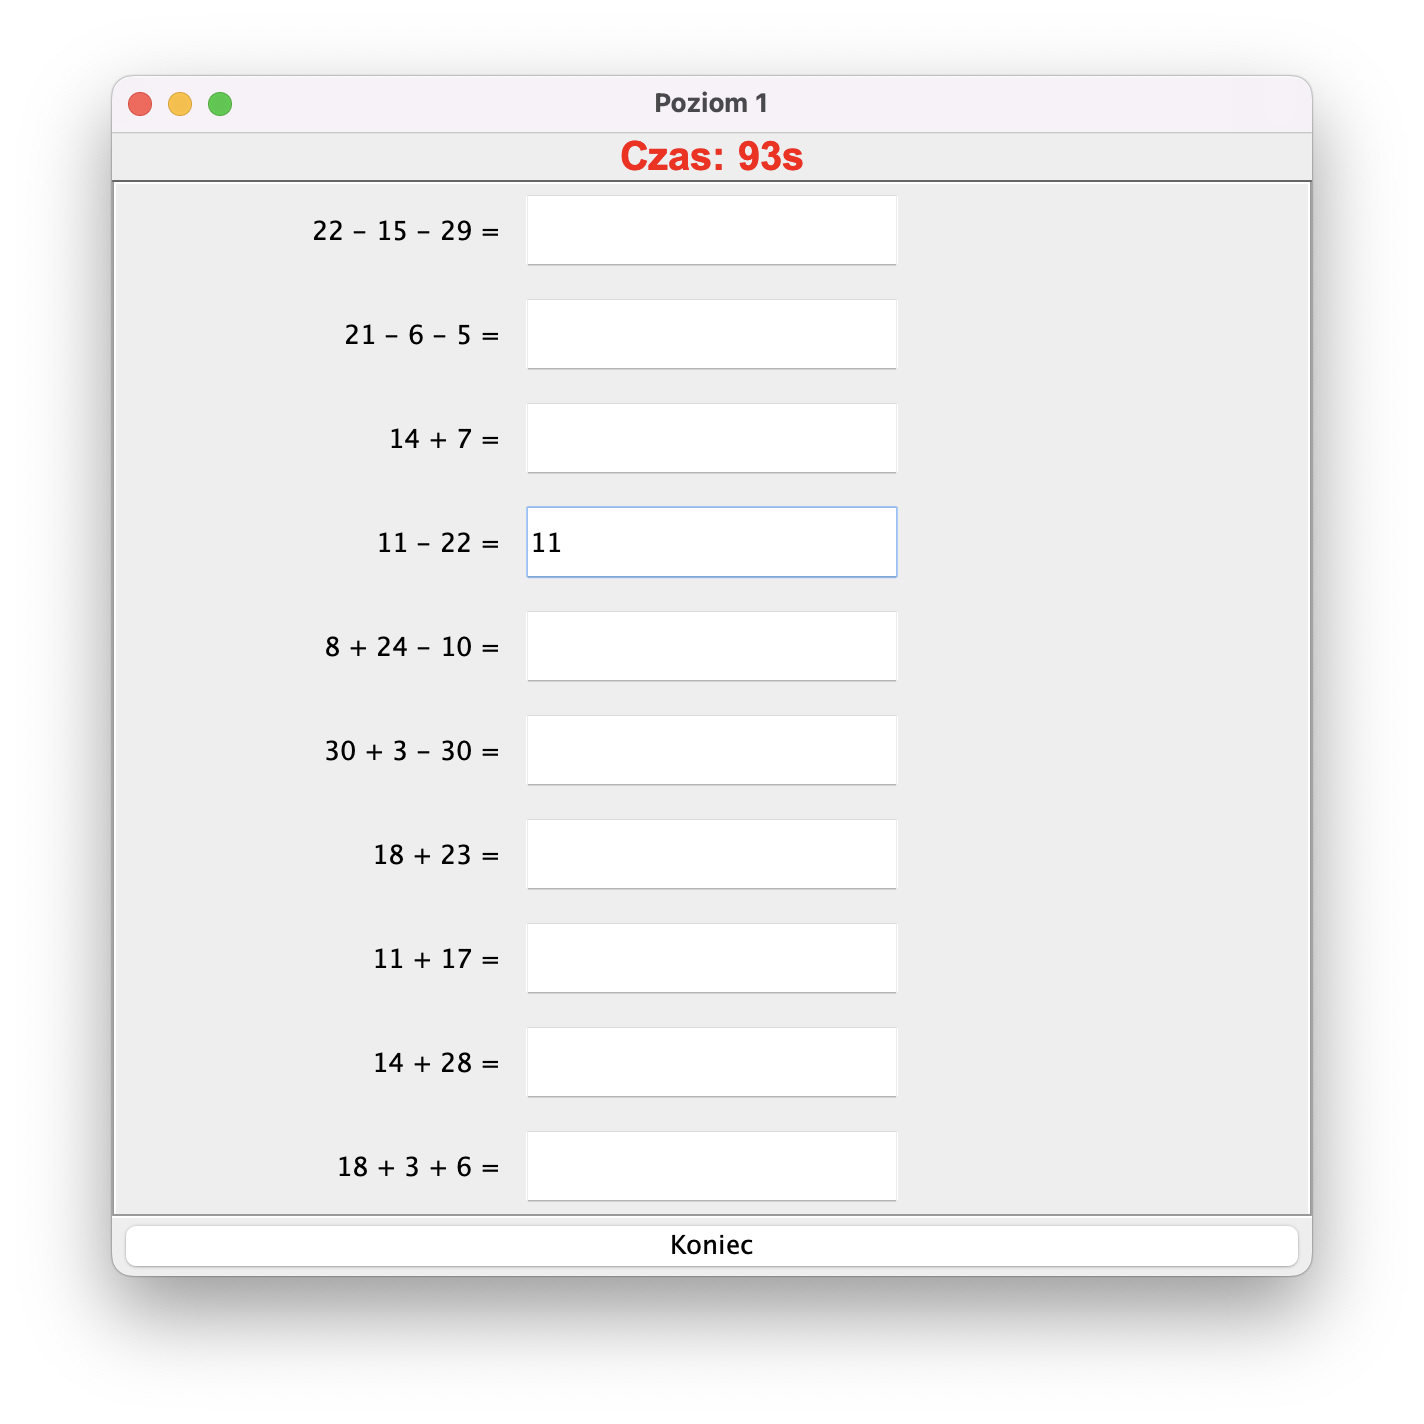 Poziom 1
Czas: 93s
22 - 15 - 29 =
21 - 6 - 5 =
14 + 7 =
11 - 22 = 11
8 + 24 - 10 =
30 + 3 - 30 =
18 + 23 =
11 + 17 =
14 + 28 =
18 + 3 + 6 =
Koniec